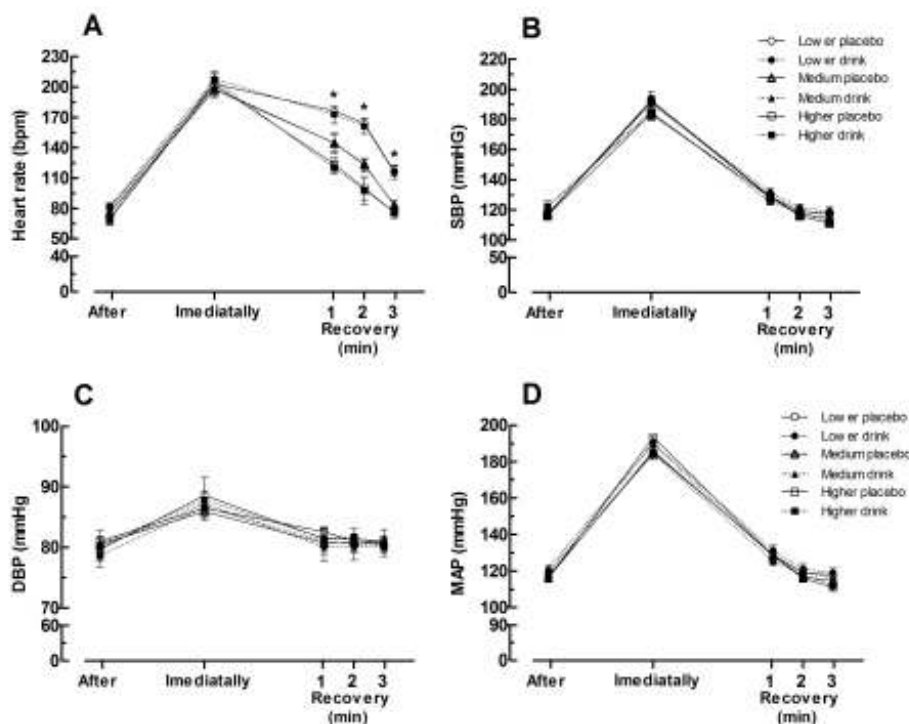 A
Heart rate (bpm)
230
200
170
140
110
80
50
40
0
* * *
After Imediatally 1 2 3
Recovery
(min)
B
SBP (mmHG)
200
180
160
140
120
100
50
0
After Imediatally 1 2 3
Recovery
(min)
Low er placebo
Low er drink
Medium placebo
Medium drink
Higher placebo
Higher drink
C
DBP (mmHg)
100
90
80
70
60
0
After Imediatally 1 2 3
Recovery
(min)
D
MAP (mmHg)
200
180
160
140
120
100
90
0
After Imediatally 1 2 3
Recovery
(min)
Low er placebo
Low er drink
Medium placebo
Medium drink
Higher placebo
Higher drink